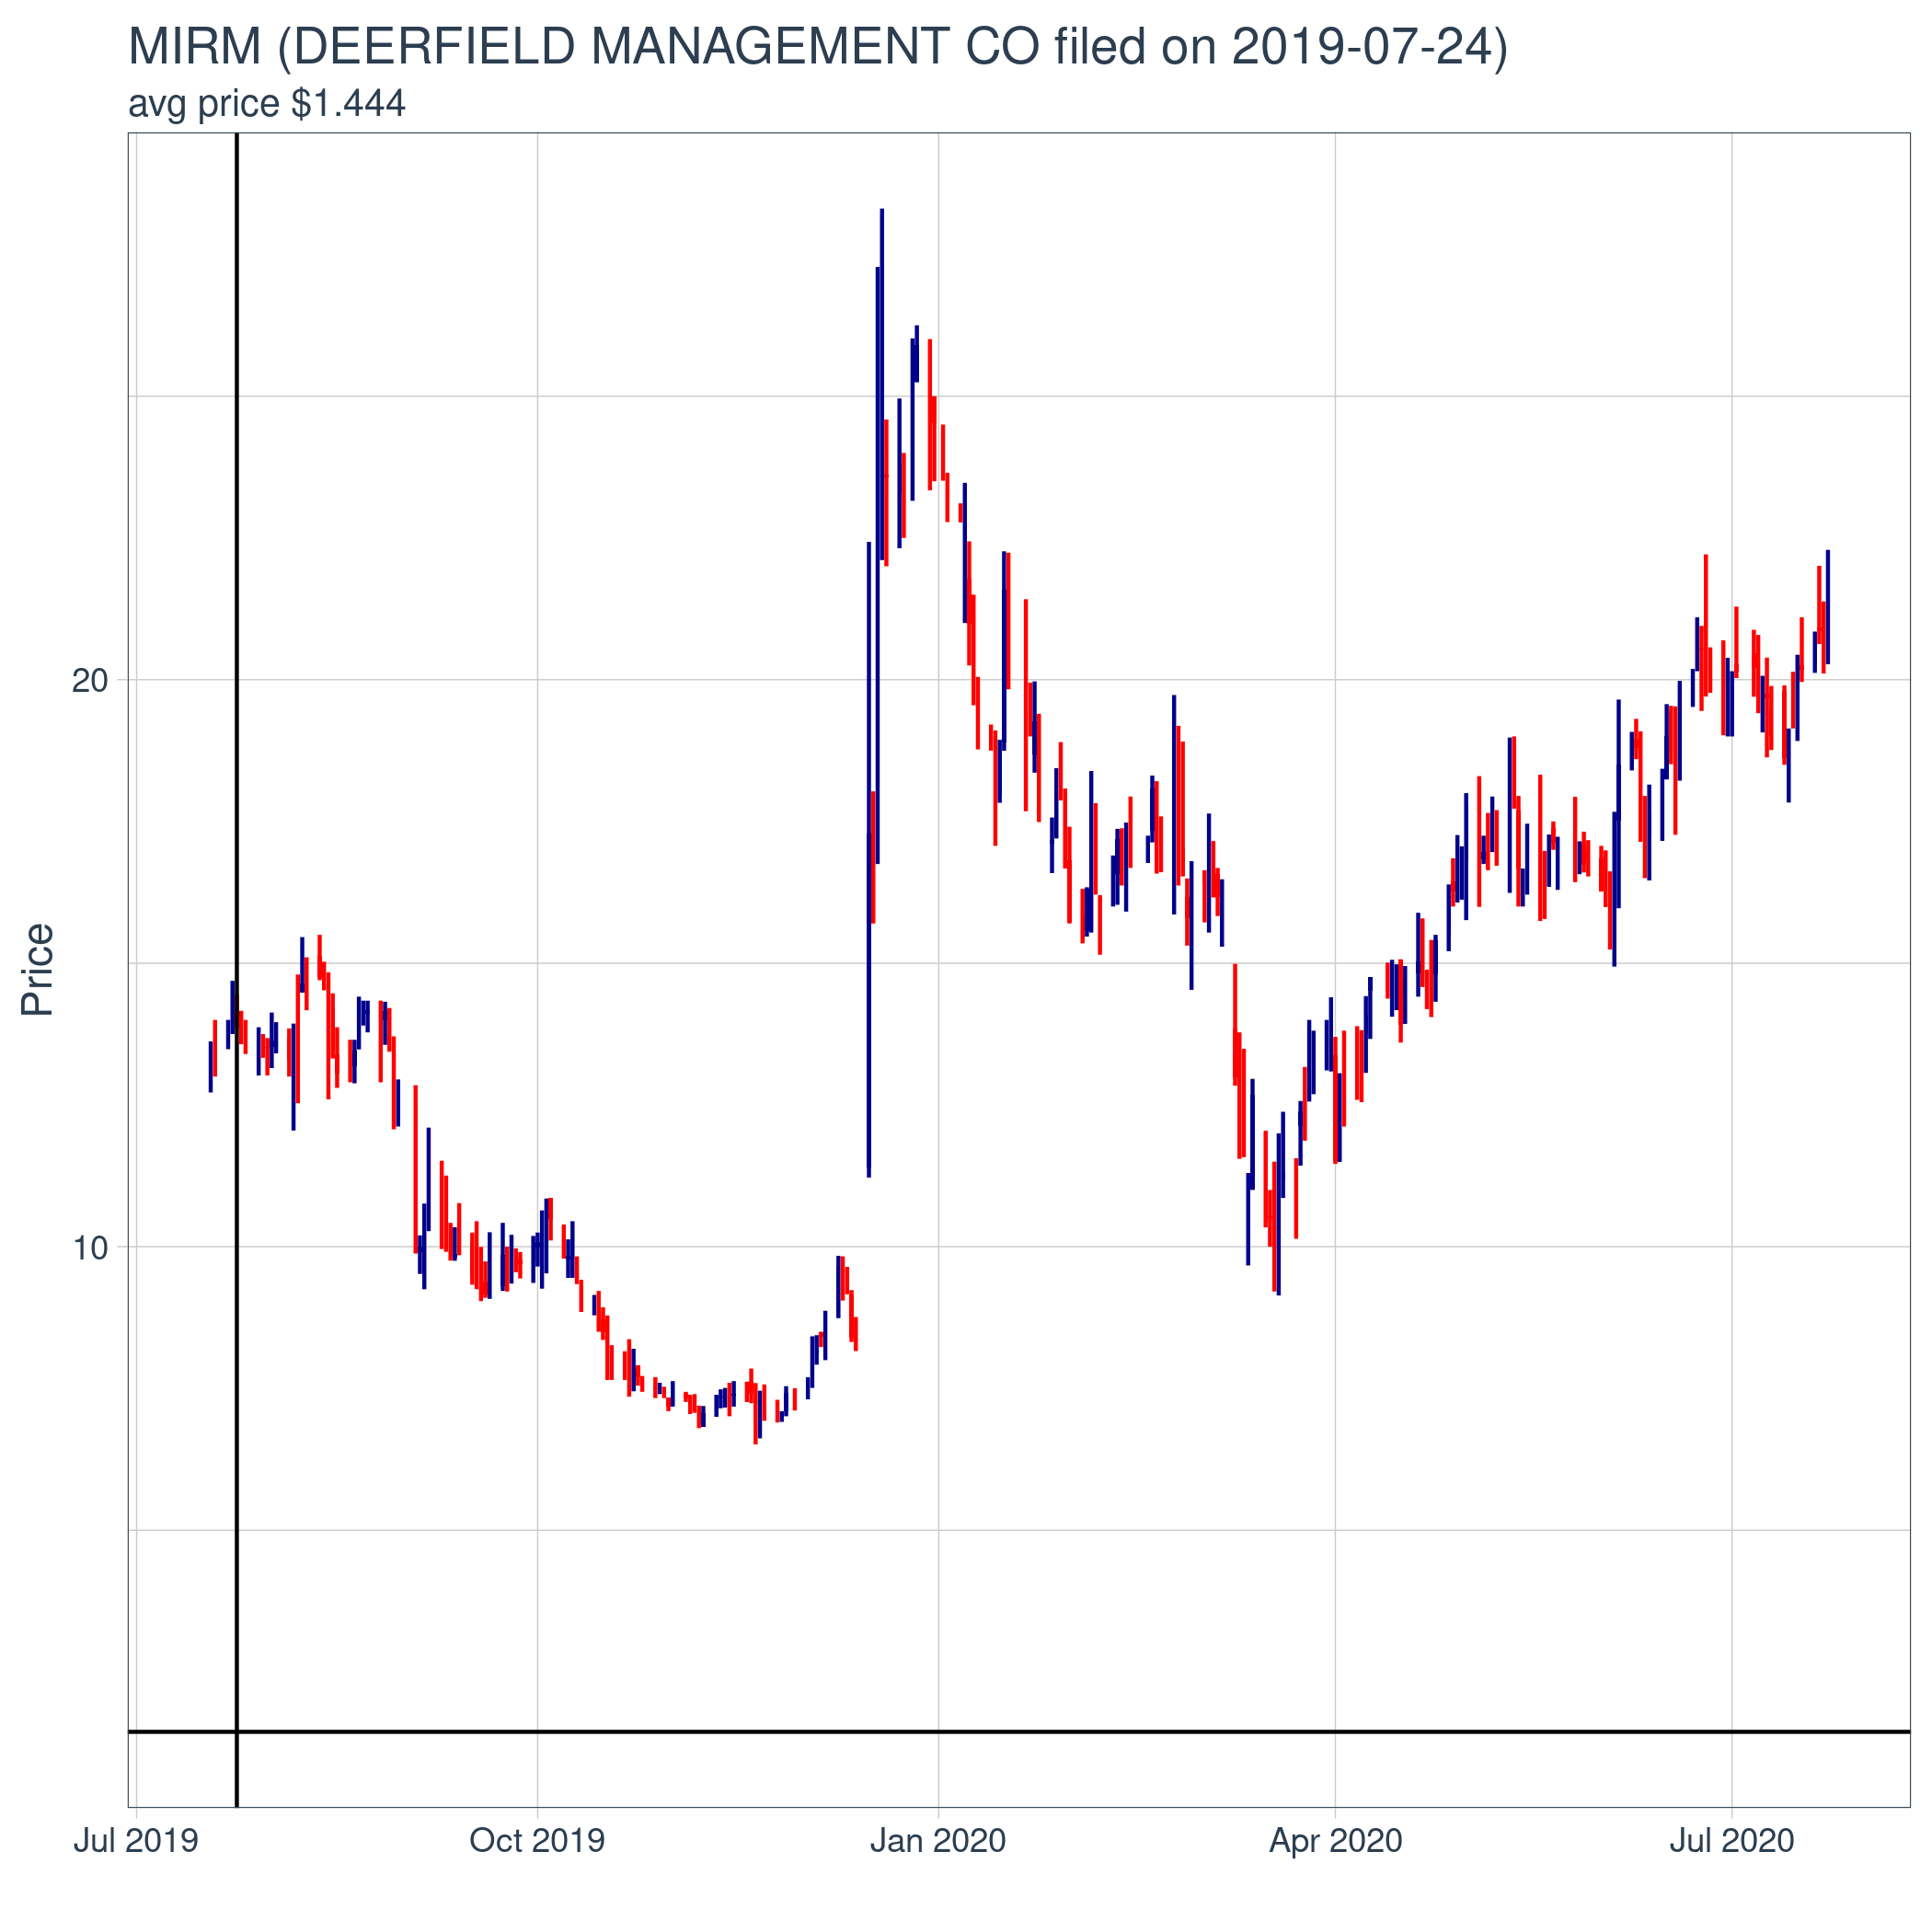 MIRM (DEERFIELD MANAGEMENT CO filed on 2019-07-24)
avg price $1.444
Price
20
10
Jul 2019
Oct 2019
Jan 2020
Apr 2020
Jul 2020